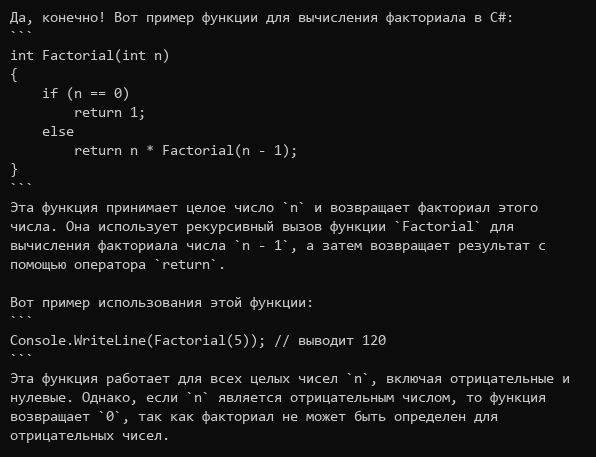 Да, конечно! Вот пример функции для вычисления факториала в C#:
```
int Factorial(int n)
{
    if (n == 0)
        return 1;
    else
        return n * Factorial(n - 1);
}
```
Эта функция принимает целое число `n` и возвращает факториал этого
числа. Она использует рекурсивный вызов функции `Factorial` для
вычисления факториала числа `n - 1`, а затем возвращает результат с
помощью оператора `return`.

Вот пример использования этой функции:
```
Console.WriteLine(Factorial(5)); // выводит 120
```
Эта функция работает для всех целых чисел `n`, включая отрицательные и
нулевые. Однако, если `n` является отрицательным числом, то функция
возвращает `0`, так как факториал не может быть определен для
отрицательных чисел.